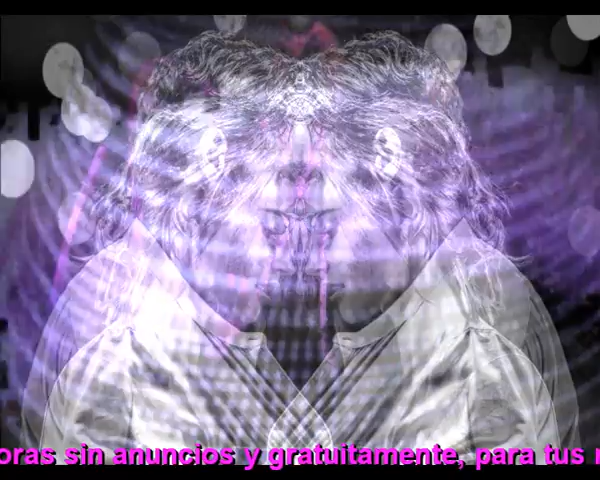 oras sin anuncios y gratuitamente, para tus